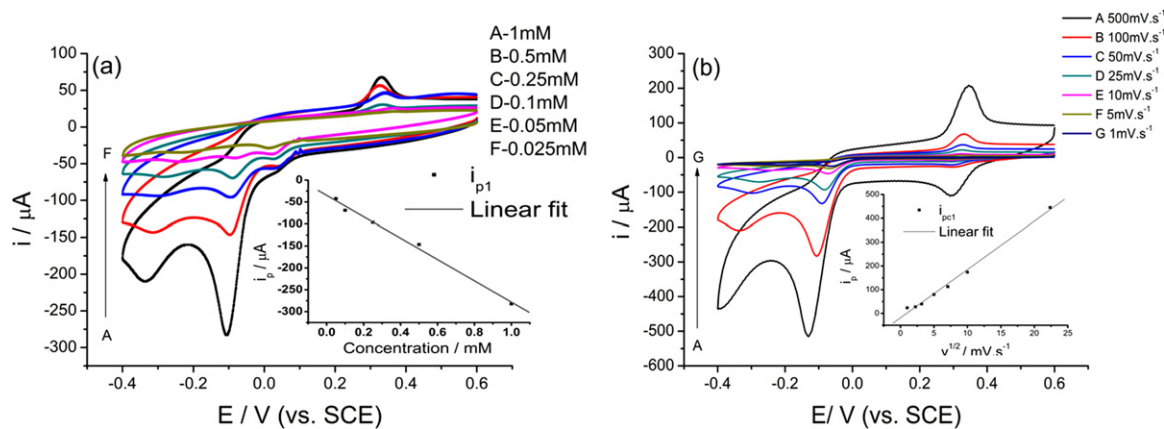 (a)
A-1mM
B-0.5mM
C-0.25mM
D-0.1mM
E-0.05mM
F-0.025mM
100
50
0
-50
-100
-150
-200
-250
-300
i / µA
F
A
-0.4 -0.2 0.0 0.2 0.4 0.6
E / V (vs. SCE)
i_p1
Linear fit
0
-50
-100
-150
-200
-250
-300
i_p / µA
0.0 0.2 0.4 0.6 0.8 1.0
Concentration / mM
(b)
A 500mV.s⁻¹
B 100mV.s⁻¹
C 50mV.s⁻¹
D 25mV.s⁻¹
E 10mV.s⁻¹
F 5mV.s⁻¹
G 1mV.s⁻¹
300
200
100
0
-100
-200
-300
-400
-500
-600
i / µA
G
A
-0.4 -0.2 0.0 0.2 0.4 0.6
E/ V (vs. SCE)
i_pc1
Linear fit
500
400
300
200
100
0
i_p / µA
0 5 10 15 20 25
v^1/2 / mV.s⁻¹